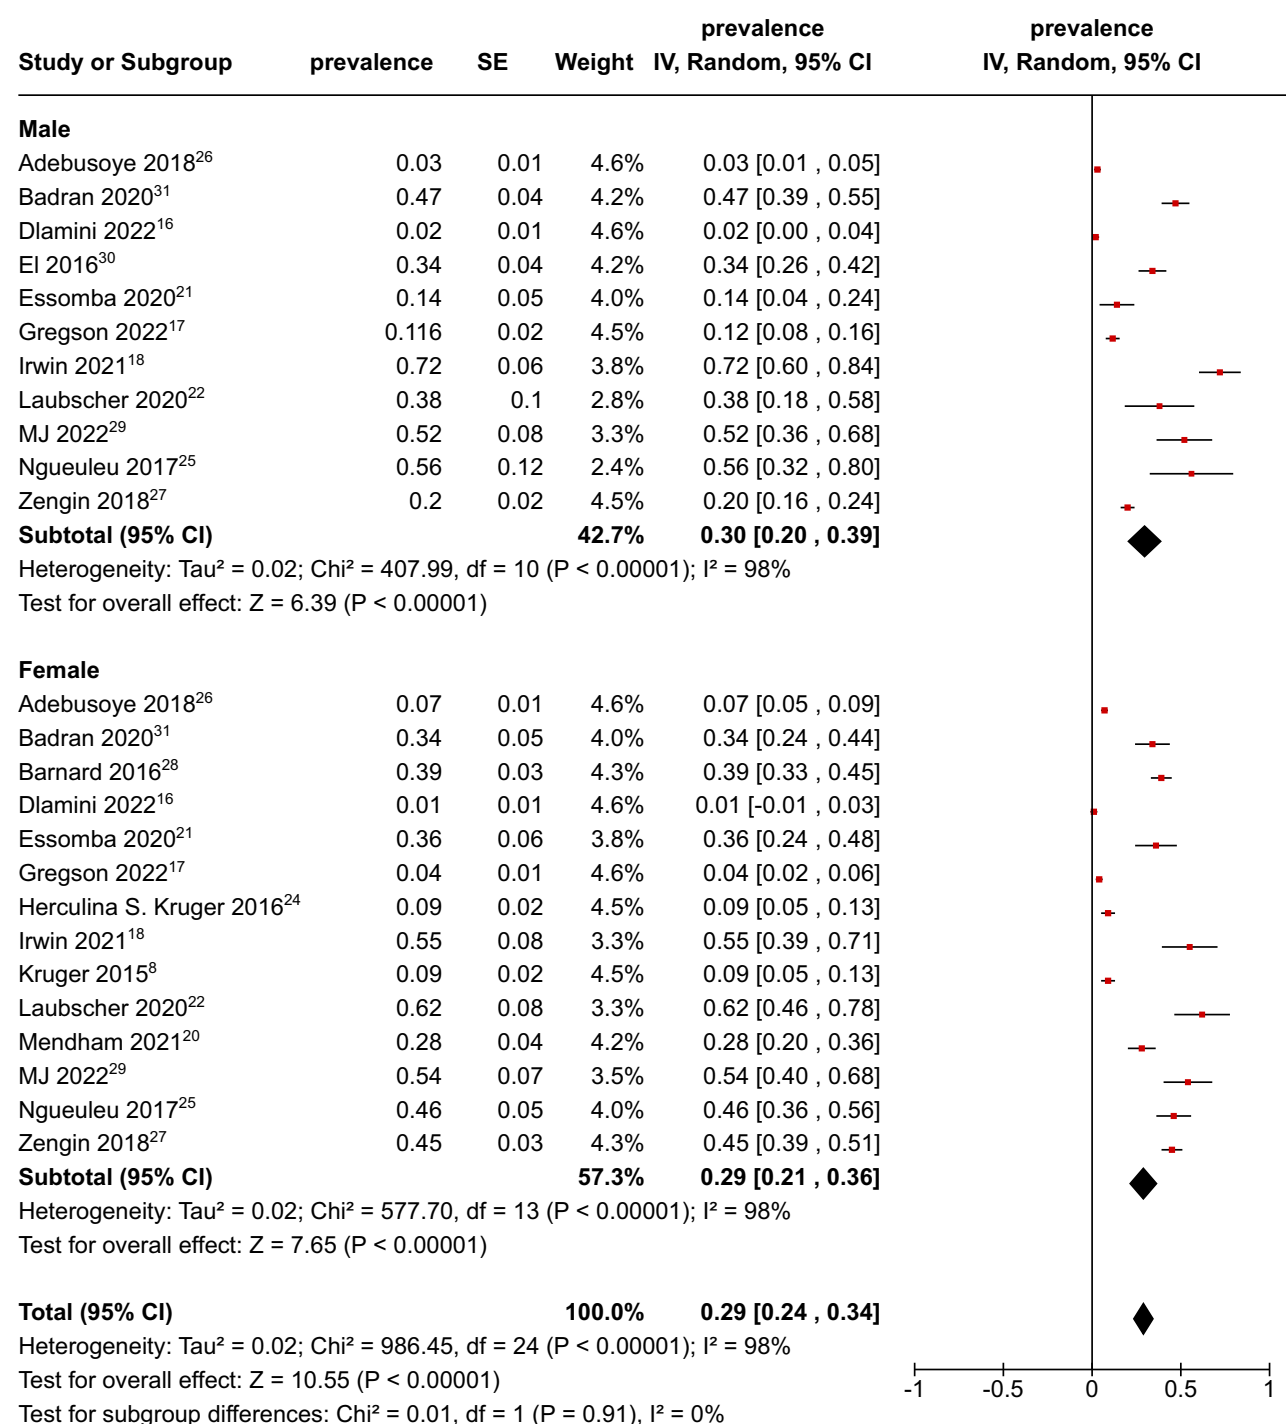 prevalence prevalence
Study or Subgroup prevalence SE Weight IV, Random, 95% CI IV, Random, 95% CI
Male
Adebusoye 2018²⁶ 0.03 0.01 4.6% 0.03 [0.01 , 0.05]
Badran 2020³¹ 0.47 0.04 4.2% 0.47 [0.39 , 0.55]
Dlamini 2022¹⁶ 0.02 0.01 4.6% 0.02 [0.00 , 0.04]
El 2016³⁰ 0.34 0.04 4.2% 0.34 [0.26 , 0.42]
Essomba 2020²¹ 0.14 0.05 4.0% 0.14 [0.04 , 0.24]
Gregson 2022¹⁷ 0.116 0.02 4.5% 0.12 [0.08 , 0.16]
Irwin 2021¹⁸ 0.72 0.06 3.8% 0.72 [0.60 , 0.84]
Laubscher 2020²² 0.38 0.1 2.8% 0.38 [0.18 , 0.58]
MJ 2022²⁹ 0.52 0.08 3.3% 0.52 [0.36 , 0.68]
Ngueuleu 2017²⁵ 0.56 0.12 2.4% 0.56 [0.32 , 0.80]
Zengin 2018²⁷ 0.2 0.02 4.5% 0.20 [0.16 , 0.24]
Subtotal (95% CI) 42.7% 0.30 [0.20 , 0.39]
Heterogeneity: Tau² = 0.02; Chi² = 407.99, df = 10 (P < 0.00001); I² = 98%
Test for overall effect: Z = 6.39 (P < 0.00001)
Female
Adebusoye 2018²⁶ 0.07 0.01 4.6% 0.07 [0.05 , 0.09]
Badran 2020³¹ 0.34 0.05 4.0% 0.34 [0.24 , 0.44]
Barnard 2016²⁸ 0.39 0.03 4.3% 0.39 [0.33 , 0.45]
Dlamini 2022¹⁶ 0.01 0.01 4.6% 0.01 [-0.01 , 0.03]
Essomba 2020²¹ 0.36 0.06 3.8% 0.36 [0.24 , 0.48]
Gregson 2022¹⁷ 0.04 0.01 4.6% 0.04 [0.02 , 0.06]
Herculina S. Kruger 2016²⁴ 0.09 0.02 4.5% 0.09 [0.05 , 0.13]
Irwin 2021¹⁸ 0.55 0.08 3.3% 0.55 [0.39 , 0.71]
Kruger 2015⁸ 0.09 0.02 4.5% 0.09 [0.05 , 0.13]
Laubscher 2020²² 0.62 0.08 3.3% 0.62 [0.46 , 0.78]
Mendham 2021²⁰ 0.28 0.04 4.2% 0.28 [0.20 , 0.36]
MJ 2022²⁹ 0.54 0.07 3.5% 0.54 [0.40 , 0.68]
Ngueuleu 2017²⁵ 0.46 0.05 4.0% 0.46 [0.36 , 0.56]
Zengin 2018²⁷ 0.45 0.03 4.3% 0.45 [0.39 , 0.51]
Subtotal (95% CI) 57.3% 0.29 [0.21 , 0.36]
Heterogeneity: Tau² = 0.02; Chi² = 577.70, df = 13 (P < 0.00001); I² = 98%
Test for overall effect: Z = 7.65 (P < 0.00001)
Total (95% CI) 100.0% 0.29 [0.24 , 0.34]
Heterogeneity: Tau² = 0.02; Chi² = 986.45, df = 24 (P < 0.00001); I² = 98%
Test for overall effect: Z = 10.55 (P < 0.00001)
-1 -0.5 0 0.5 1
Test for subgroup differences: Chi² = 0.01, df = 1 (P = 0.91), I² = 0%